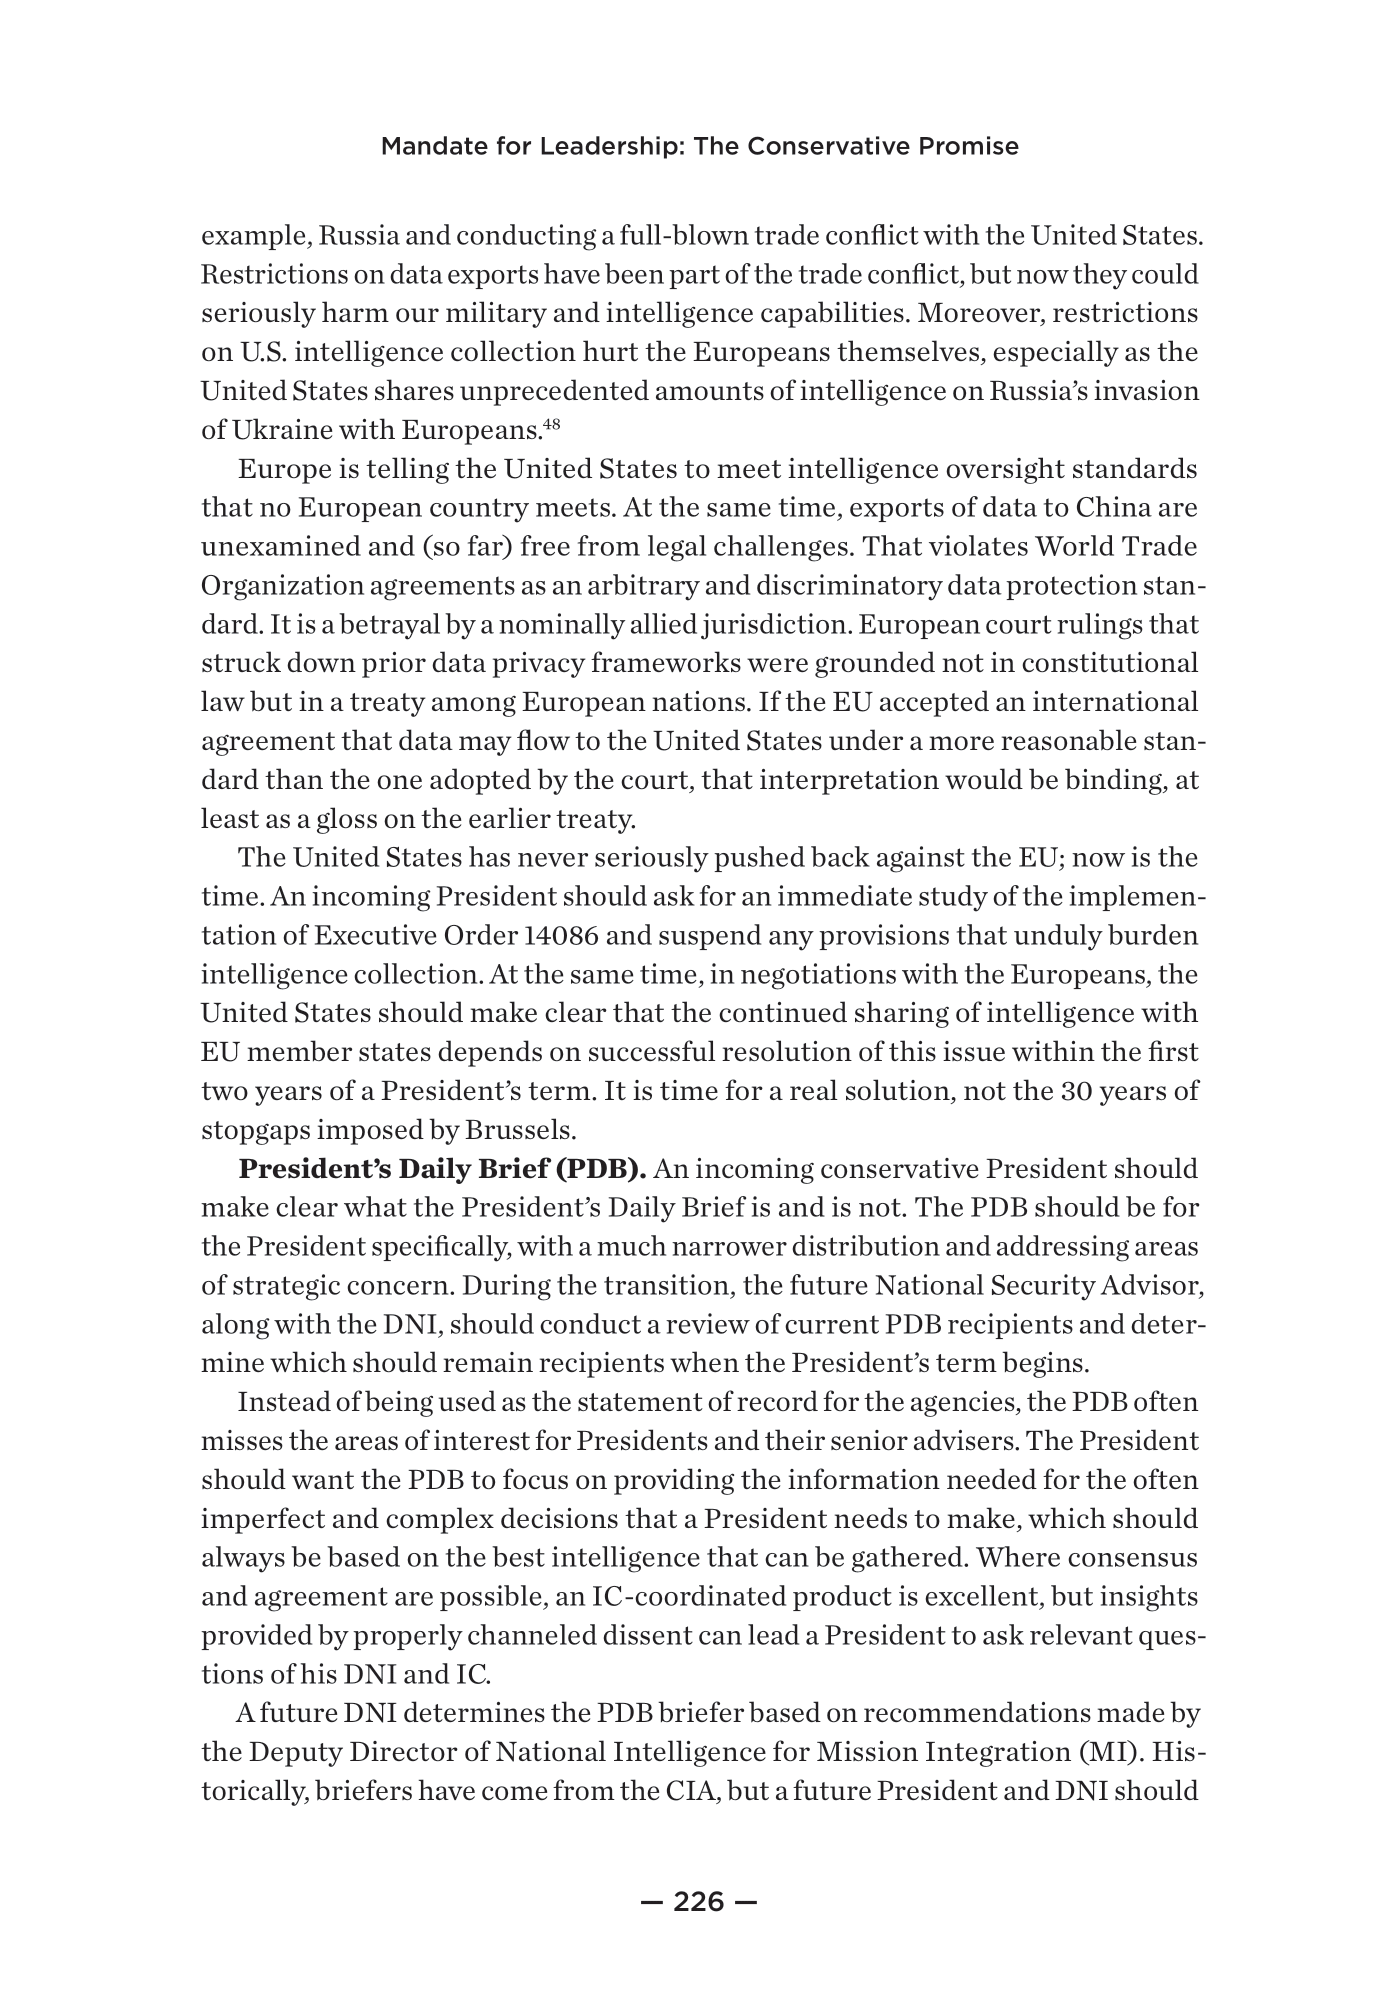 Mandate for Leadership: The Conservative Promise
example, Russia and conducting a full-blown trade conflict with the United States.
Restrictions on data exports have been part of the trade conflict, but now they could
seriously harm our military and intelligence capabilities. Moreover, restrictions
on U.S. intelligence collection hurt the Europeans themselves, especially as the
United States shares unprecedented amounts of intelligence on Russia’s invasion
of Ukraine with Europeans.⁴⁸
Europe is telling the United States to meet intelligence oversight standards
that no European country meets. At the same time, exports of data to China are
unexamined and (so far) free from legal challenges. That violates World Trade
Organization agreements as an arbitrary and discriminatory data protection stan-
dard. It is a betrayal by a nominally allied jurisdiction. European court rulings that
struck down prior data privacy frameworks were grounded not in constitutional
law but in a treaty among European nations. If the EU accepted an international
agreement that data may flow to the United States under a more reasonable stan-
dard than the one adopted by the court, that interpretation would be binding, at
least as a gloss on the earlier treaty.
The United States has never seriously pushed back against the EU; now is the
time. An incoming President should ask for an immediate study of the implemen-
tation of Executive Order 14086 and suspend any provisions that unduly burden
intelligence collection. At the same time, in negotiations with the Europeans, the
United States should make clear that the continued sharing of intelligence with
EU member states depends on successful resolution of this issue within the first
two years of a President’s term. It is time for a real solution, not the 30 years of
stopgaps imposed by Brussels.
President’s Daily Brief (PDB). An incoming conservative President should
make clear what the President’s Daily Brief is and is not. The PDB should be for
the President specifically, with a much narrower distribution and addressing areas
of strategic concern. During the transition, the future National Security Advisor,
along with the DNI, should conduct a review of current PDB recipients and deter-
mine which should remain recipients when the President’s term begins.
Instead of being used as the statement of record for the agencies, the PDB often
misses the areas of interest for Presidents and their senior advisers. The President
should want the PDB to focus on providing the information needed for the often
imperfect and complex decisions that a President needs to make, which should
always be based on the best intelligence that can be gathered. Where consensus
and agreement are possible, an IC-coordinated product is excellent, but insights
provided by properly channeled dissent can lead a President to ask relevant ques-
tions of his DNI and IC.
A future DNI determines the PDB briefer based on recommendations made by
the Deputy Director of National Intelligence for Mission Integration (MI). His-
torically, briefers have come from the CIA, but a future President and DNI should
— 226 —